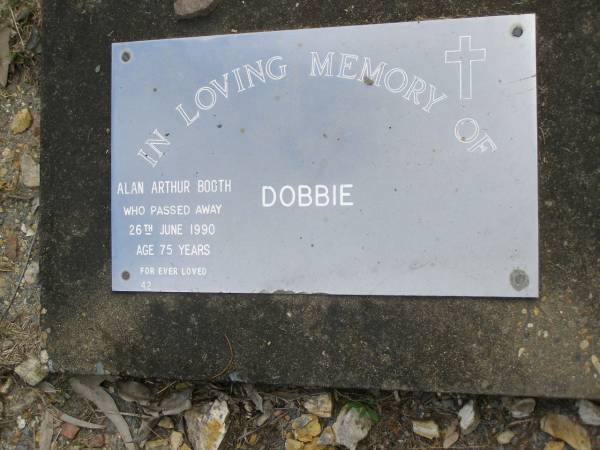 IN LOVING MEMORY OF
DOBBIE
ALAN ARTHUR BOOTH
WHO PASSED AWAY
26TH JUNE 1990
AGE 75 YEARS
FOR EVER LOVED
42